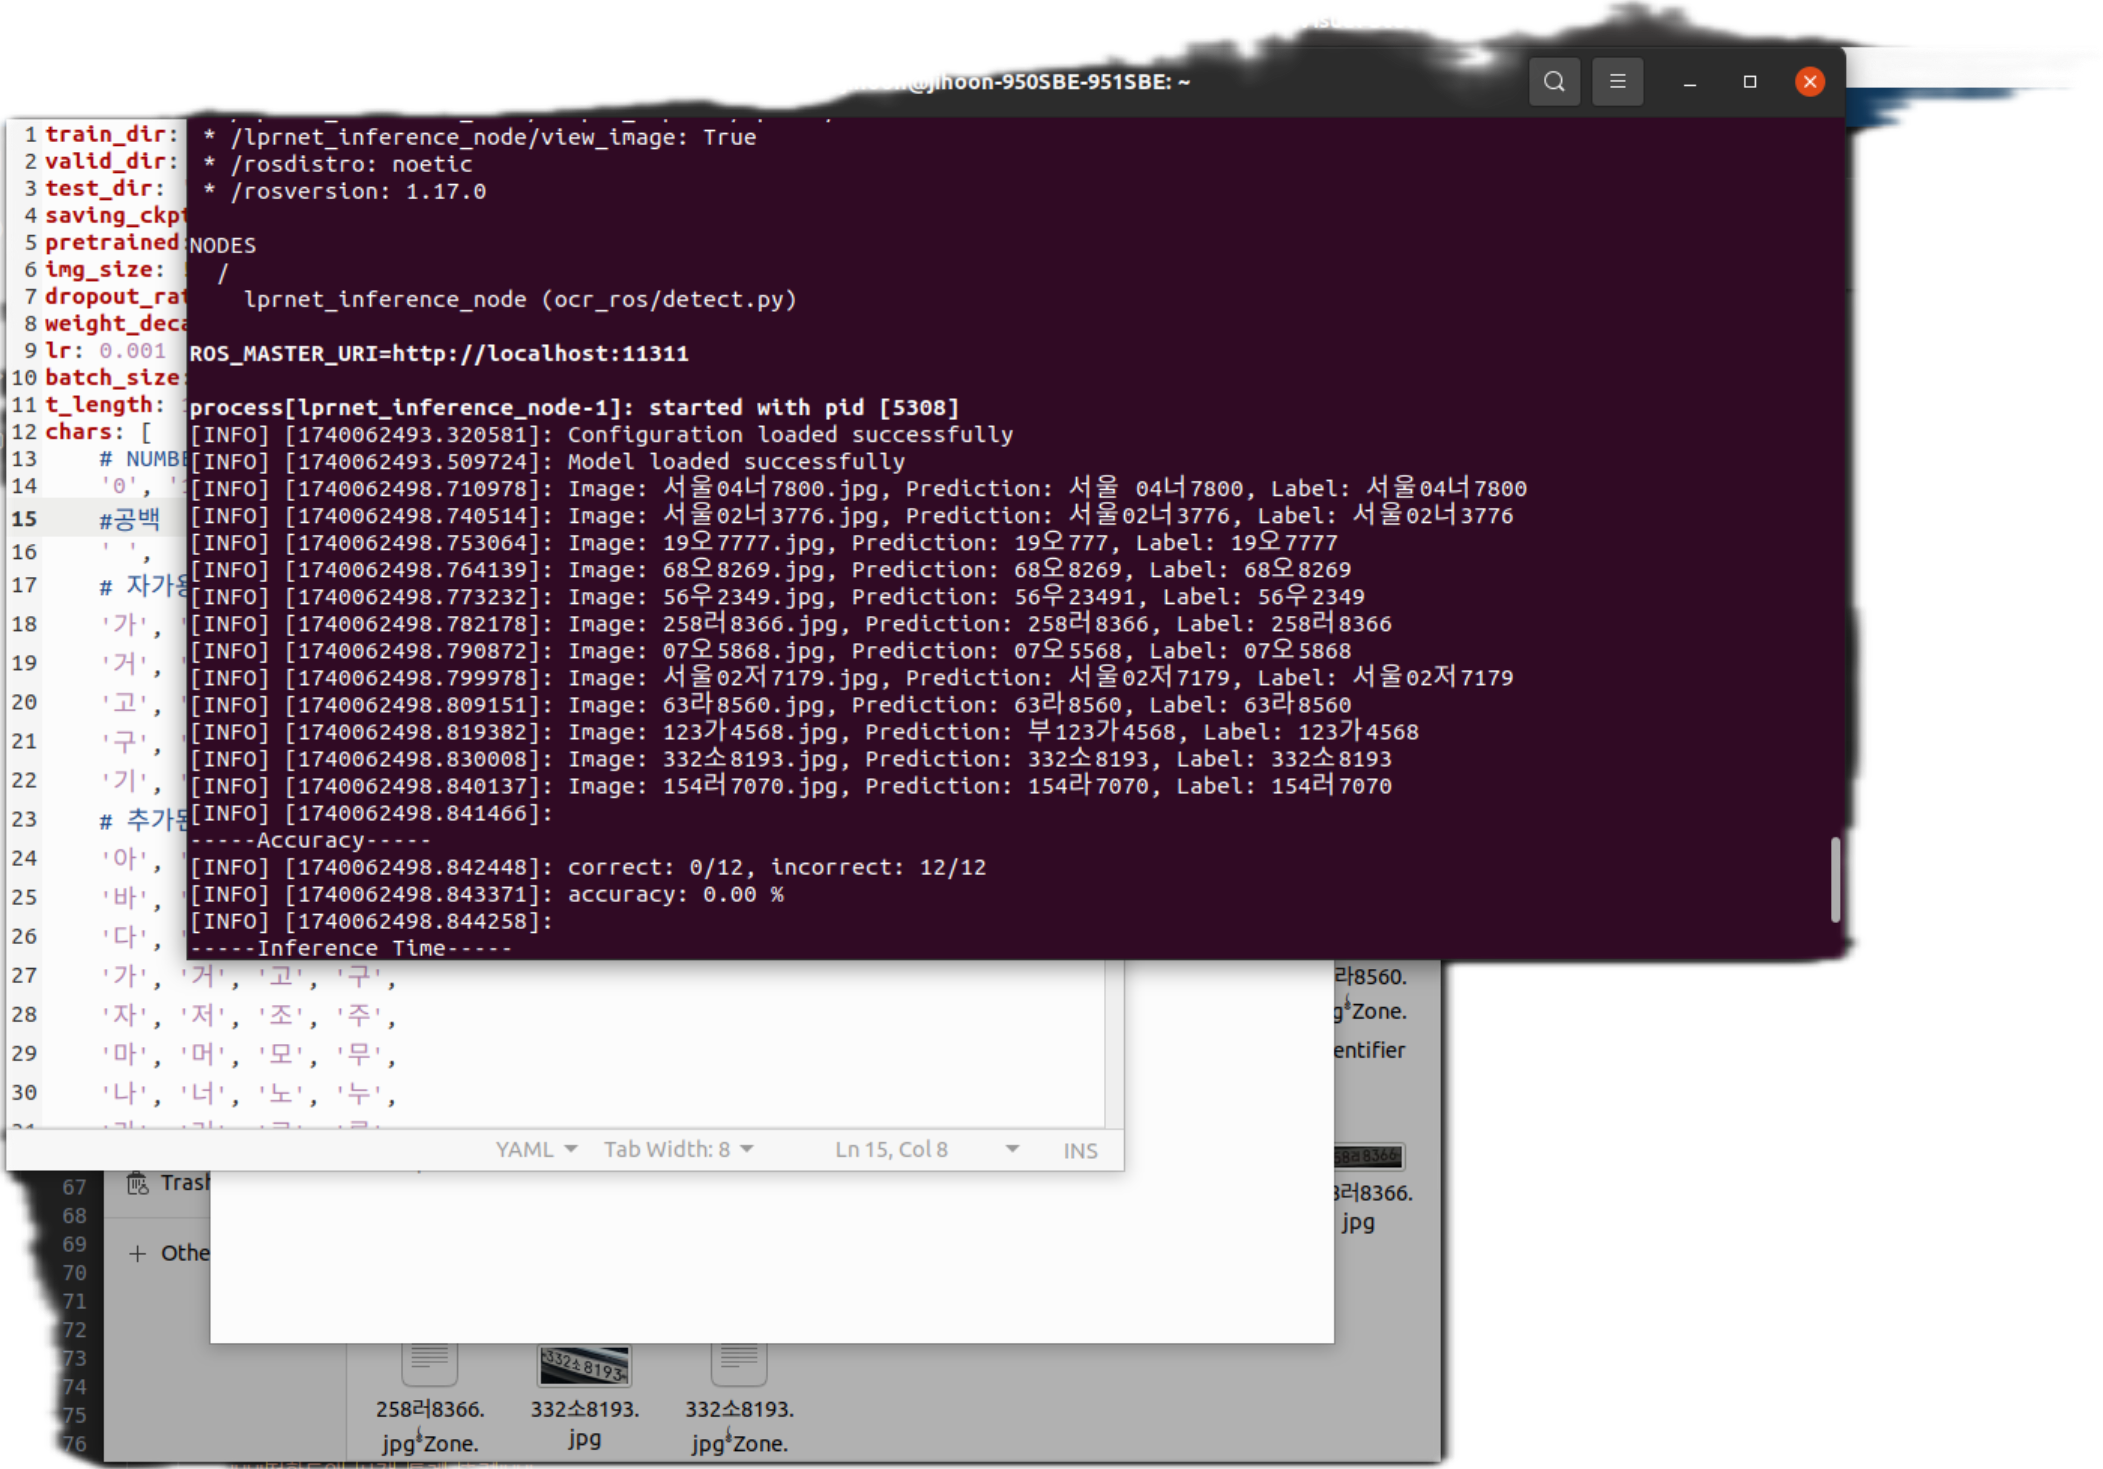 @jihoon-950SBE-951SBE: ~
* /lprnet_inference_node/view_image: True
* /rosdistro: noetic
* /rosversion: 1.17.0
NODES
/
lprnet_inference_node (ocr_ros/detect.py)
ROS_MASTER_URI=http://localhost:11311
process[lprnet_inference_node-1]: started with pid [5308]
[INFO] [1740062493.320581]: Configuration loaded successfully
[INFO] [1740062493.509724]: Model loaded successfully
[INFO] [1740062498.710978]: Image: 서울04너7800.jpg, Prediction: 서울 04너7800, Label: 서울04너7800
[INFO] [1740062498.740514]: Image: 서울02너3776.jpg, Prediction: 서울02너3776, Label: 서울02너3776
[INFO] [1740062498.753064]: Image: 19오7777.jpg, Prediction: 19오777, Label: 19오7777
[INFO] [1740062498.764139]: Image: 68오8269.jpg, Prediction: 68오8269, Label: 68오8269
[INFO] [1740062498.773232]: Image: 56우2349.jpg, Prediction: 56우23491, Label: 56우2349
[INFO] [1740062498.782178]: Image: 258러8366.jpg, Prediction: 258러8366, Label: 258러8366
[INFO] [1740062498.790872]: Image: 07오5868.jpg, Prediction: 07오5568, Label: 07오5868
[INFO] [1740062498.799978]: Image: 서울02저7179.jpg, Prediction: 서울02저7179, Label: 서울02저7179
[INFO] [1740062498.809151]: Image: 63라8560.jpg, Prediction: 63라8560, Label: 63라8560
[INFO] [1740062498.819382]: Image: 123가4568.jpg, Prediction: 부123가4568, Label: 123가4568
[INFO] [1740062498.830008]: Image: 332소8193.jpg, Prediction: 332소8193, Label: 332소8193
[INFO] [1740062498.840137]: Image: 154러7070.jpg, Prediction: 154라7070, Label: 154러7070
[INFO] [1740062498.841466]:
-----Accuracy-----
[INFO] [1740062498.842448]: correct: 0/12, incorrect: 12/12
[INFO] [1740062498.843371]: accuracy: 0.00 %
[INFO] [1740062498.844258]:
-----Inference Time-----
1 train_dir:
2 valid_dir:
3 test_dir:
4 saving_ckpt
5 pretrained
6 img_size:
7 dropout_rat
8 weight_deca
9 lr: 0.001
10 batch_size:
11 t_length:
12 chars: [
13 # NUMBE
14 '0',
15 #공백
16 ' ',
17 # 자가용
18 '가',
19 '거',
20 '고',
21 '구',
22 '기',
23 # 추가된
24 '아',
25 '바',
26 '다',
27 '가', '거', '고', '구',
28 '자', '저', '조', '주',
29 '마', '머', '모', '무',
30 '나', '너', '노', '누',
YAML Tab Width: 8 Ln 15, Col 8 INS
라8560.
Zone.
entifier
8러8366.
jpg
67
68
69
70
71
72
73
74
75
76
Trash
+ Othe
258러8366.
jpg Zone.
332소8193
332소8193.
jpg
332소8193.
jpg Zone.